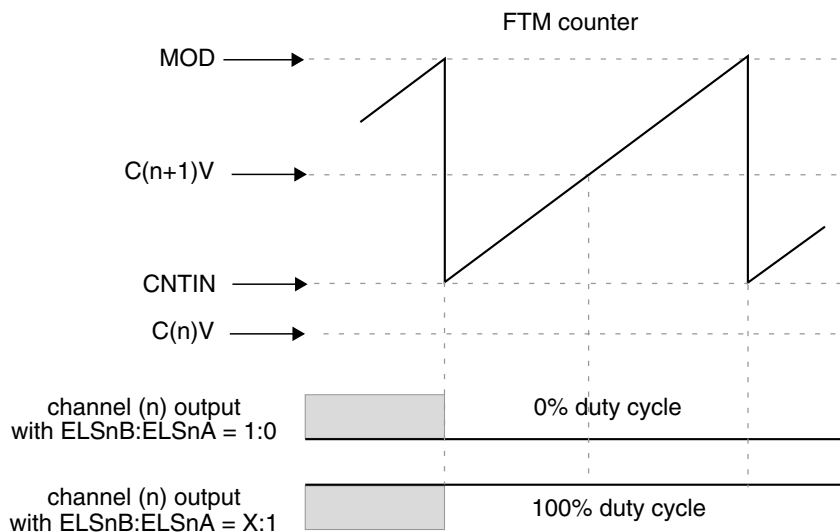 FTM counter
MOD
C(n+1)V
CNTIN
C(n)V
channel (n) output
with ELSnB:ELSnA = 1:0
0% duty cycle
channel (n) output
with ELSnB:ELSnA = X:1
100% duty cycle